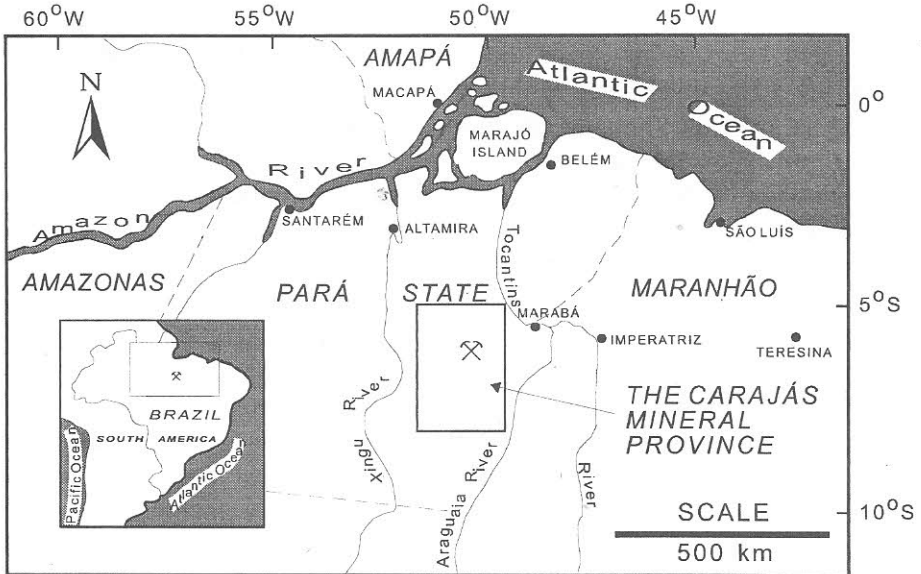 60°W 55°W 50°W 45°W
AMAPÁ
N
MACAPÁ
Atlantic
Ocean
0°
MARAJÓ
ISLAND
BELÉM
River
Amazon
SANTARÉM
ALTAMIRA
SÃO LUÍS
Tocantins
AMAZONAS
PARÁ
STATE
MARANHÃO
5°S
MARABÁ
IMPERATRIZ
TERESINA
THE CARAJÁS
MINERAL
PROVINCE
River
Xingu
Araguaia River
River
BRAZIL
SOUTH AMERICA
Pacific Ocean
Atlantic Ocean
SCALE
500 km
10°S